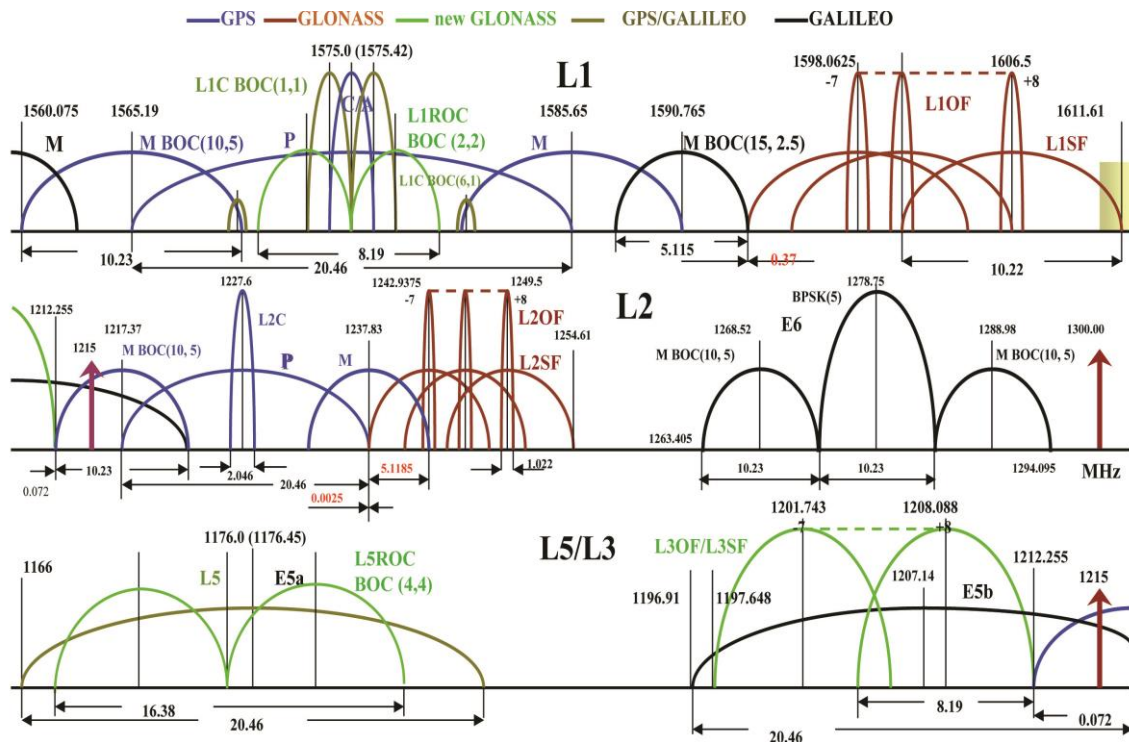 GPS GLONASS new GLONASS GPS/GALILEO GALILEO
1575.0 (1575.42)
L1
1598.0625 1606.5
-7 +8
L1C BOC(1,1)
C/A
1560.075 1565.19
L1ROC
BOC (2,2)
1585.65 1590.765
L1OF
1611.61
M M BOC(10,5) P M M BOC(15, 2.5) L1SF
L1C BOC(6,1)
10.23 8.19 5.115 0.37 10.22
20.46
1227.6 1242.9375 1249.5
-7 +8
L2
1278.75
BPSK(5)
1212.255
1215
1217.37
L2C
1237.83
L2OF
1254.61
E6
1268.52 1288.98 1300.00
M BOC(10, 5) P M L2SF M BOC(10, 5) M BOC(10, 5)
1263.405
10.23 2.046 5.1185 1.022 10.23 10.23 1294.095 MHz
0.072 20.46
0.0025
1176.0 (1176.45)
L5/L3
1201.743 1208.088
-7 +8
1166
L5 E5a
L5ROC
BOC (4,4)
L3OF/L3SF
1207.14
1212.255
1215
1196.91 1197.648
E5b
16.38 8.19 0.072
20.46 20.46